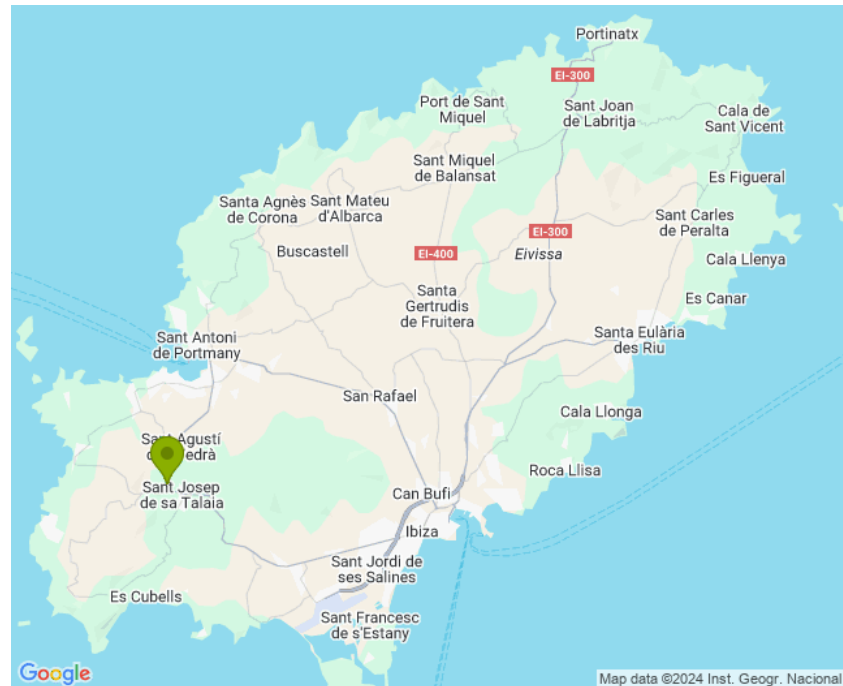 Portinatx
EI-300
Port de Sant
Miquel
Sant Joan
de Labritja
Cala de
Sant Vicent
Sant Miquel
de Balansat
Es Figueral
Santa Agnès
de Corona
Sant Mateu
d'Albarca
Sant Carles
de Peralta
EI-300
Buscastell
EI-400
Eivissa
Cala Llenya
Santa
Gertrudis
de Fruitera
Es Canar
Sant Antoni
de Portmany
Santa Eulària
des Riu
San Rafael
Cala Llonga
Sant Agustí
d Vedrà
Roca Llisa
Sant Josep
de sa Talaia
Can Bufi
Ibiza
Sant Jordi de
ses Salines
Es Cubells
Sant Francesc
de s'Estany
Google
Map data ©2024 Inst. Geogr. Nacional